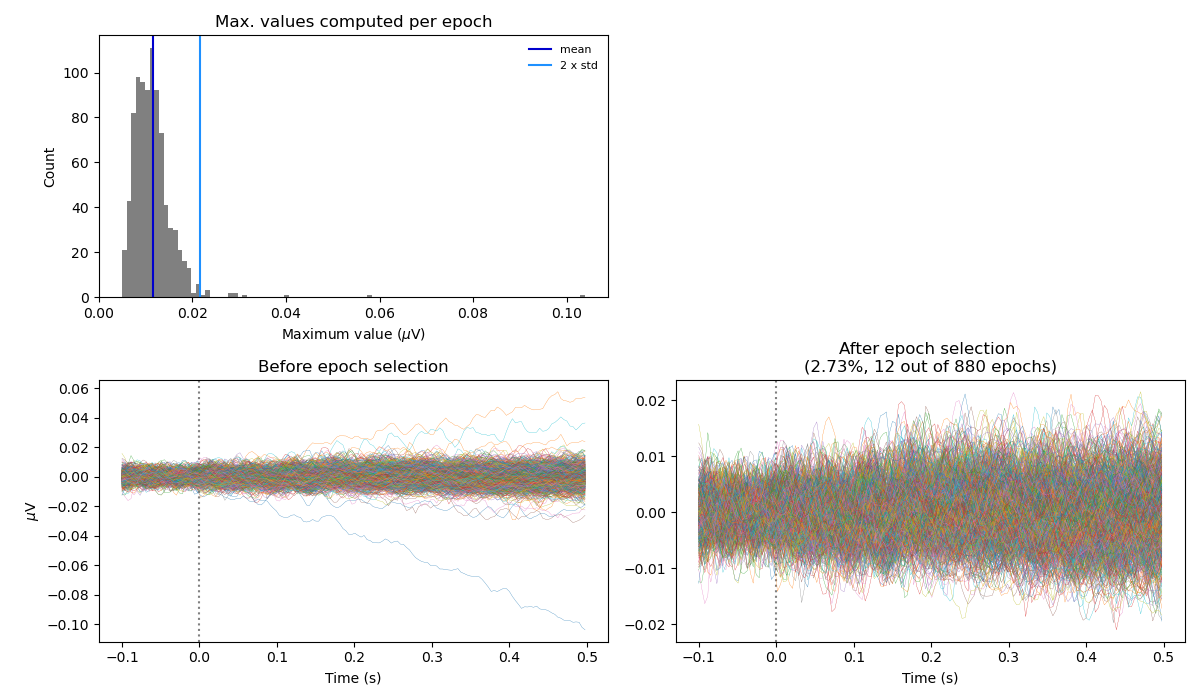 Max. values computed per epoch
mean
2 x std
Count
100
80
60
40
20
0
0.00 0.02 0.04 0.06 0.08 0.10
Maximum value (μV)
Before epoch selection
μV
0.06
0.04
0.02
0.00
−0.02
−0.04
−0.06
−0.08
−0.10
−0.1 0.0 0.1 0.2 0.3 0.4 0.5
Time (s)
After epoch selection
(2.73%, 12 out of 880 epochs)
0.02
0.01
0.00
−0.01
−0.02
−0.1 0.0 0.1 0.2 0.3 0.4 0.5
Time (s)